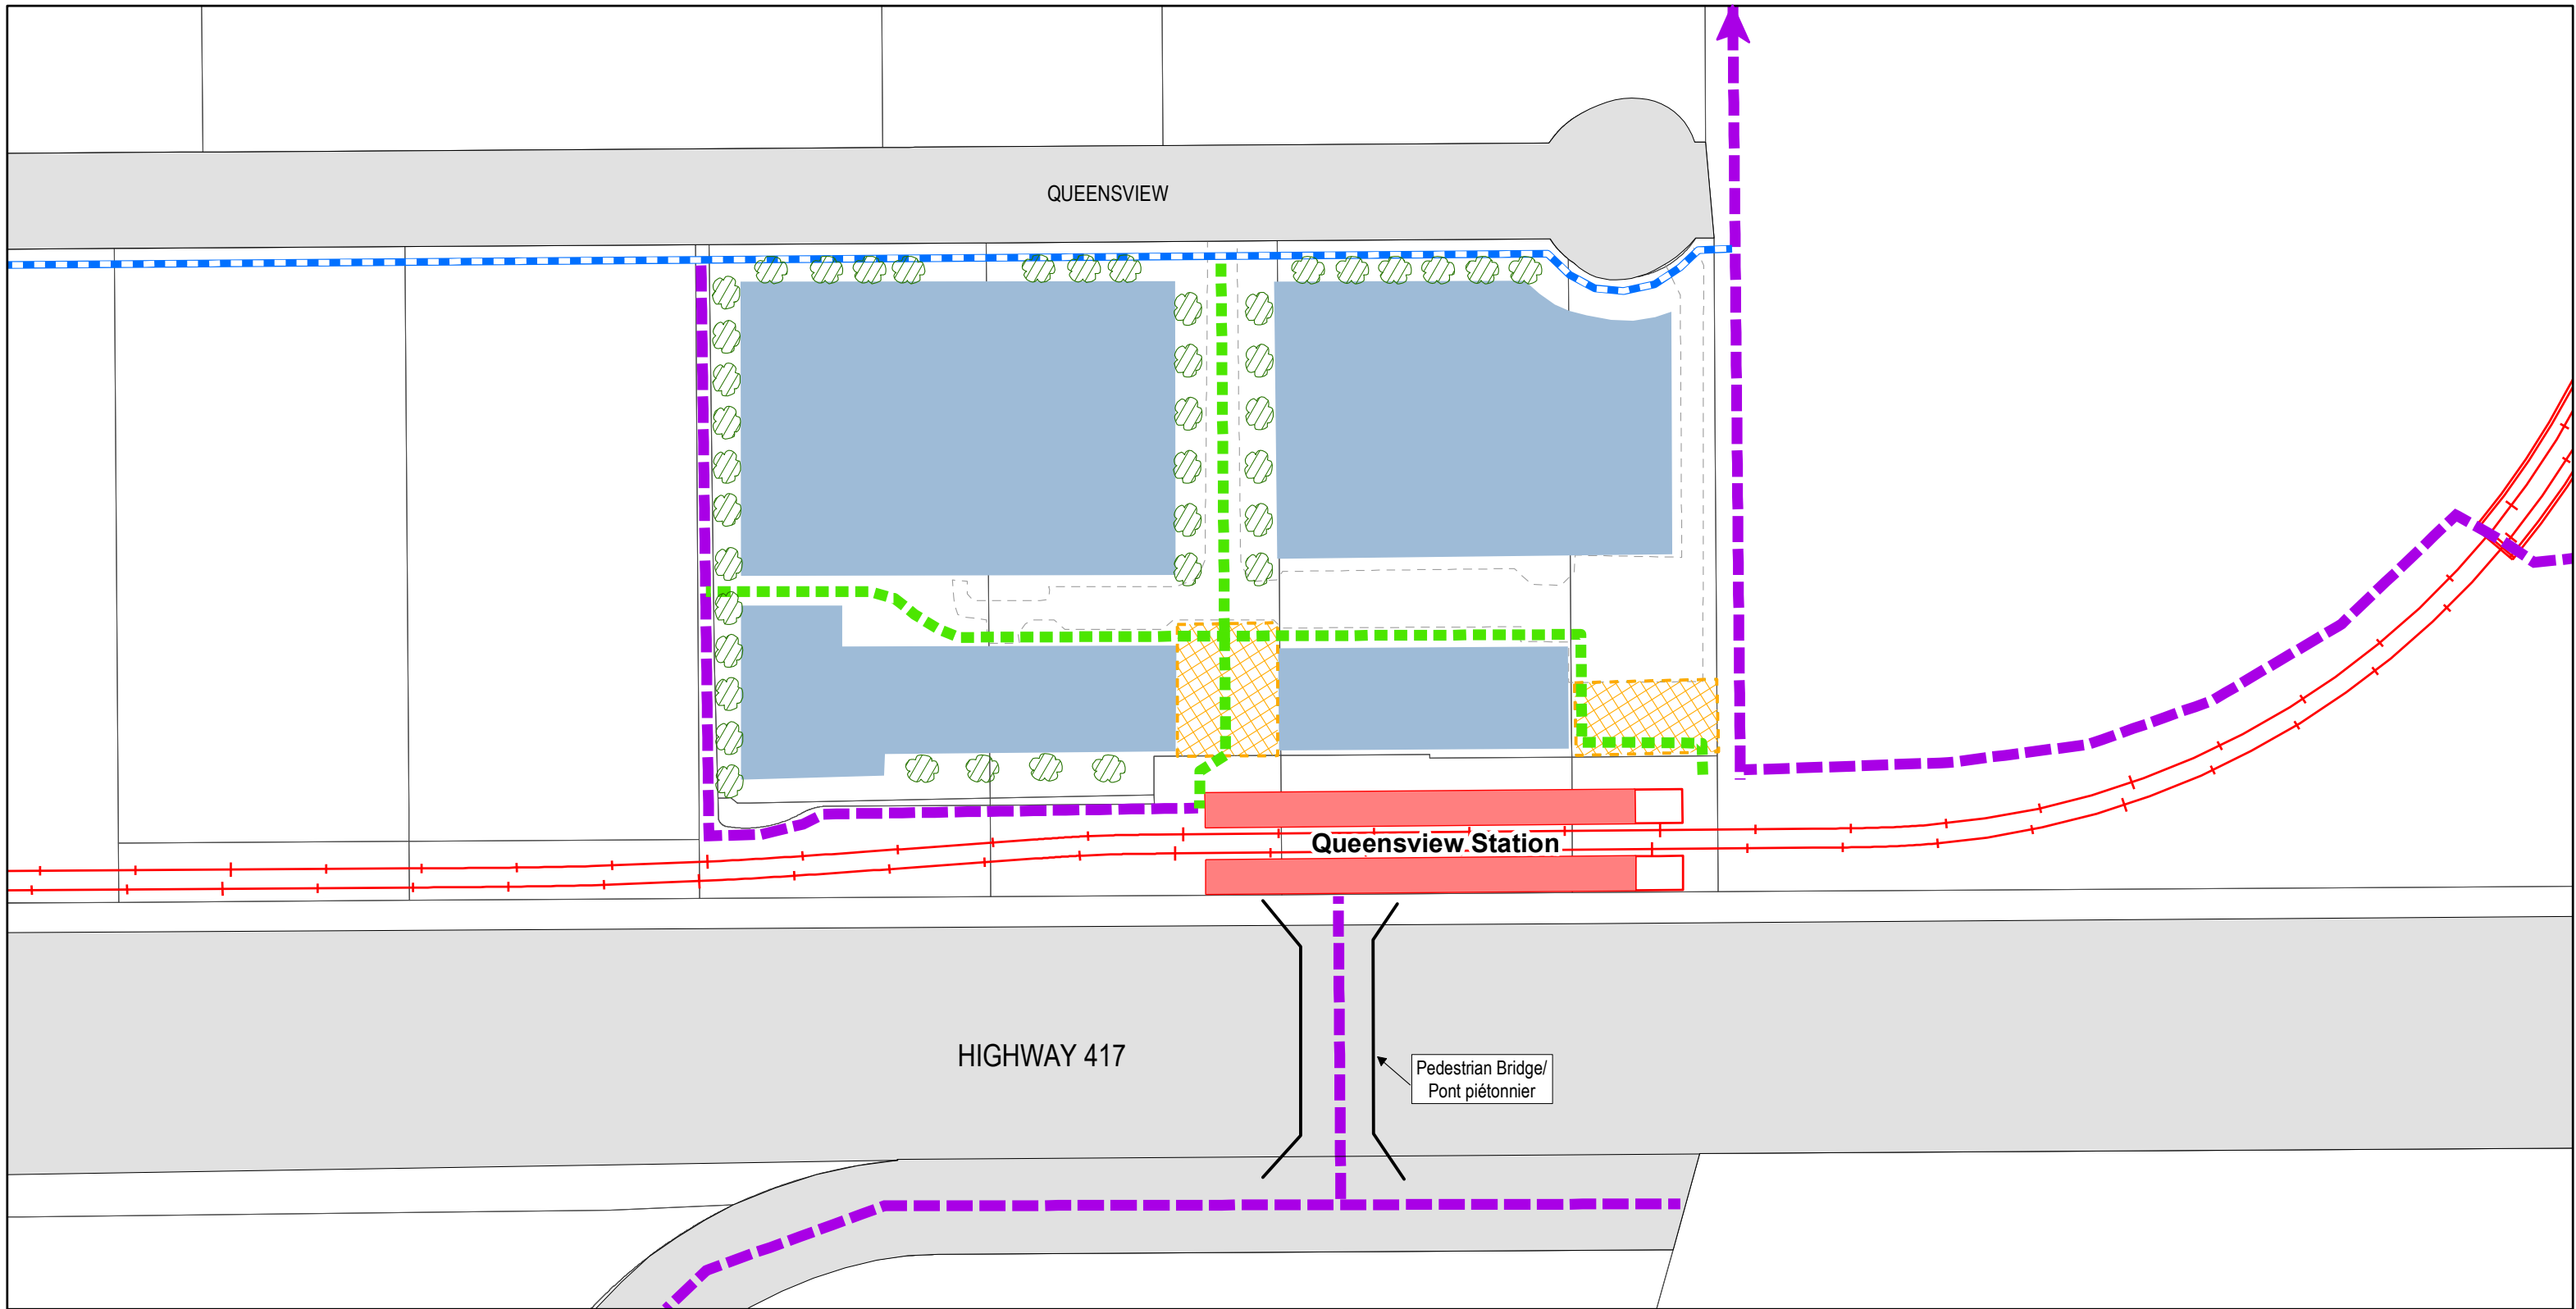 QUEENSVIEW
Queensview Station
HIGHWAY 417
Pedestrian Bridge/
Pont piétonnier